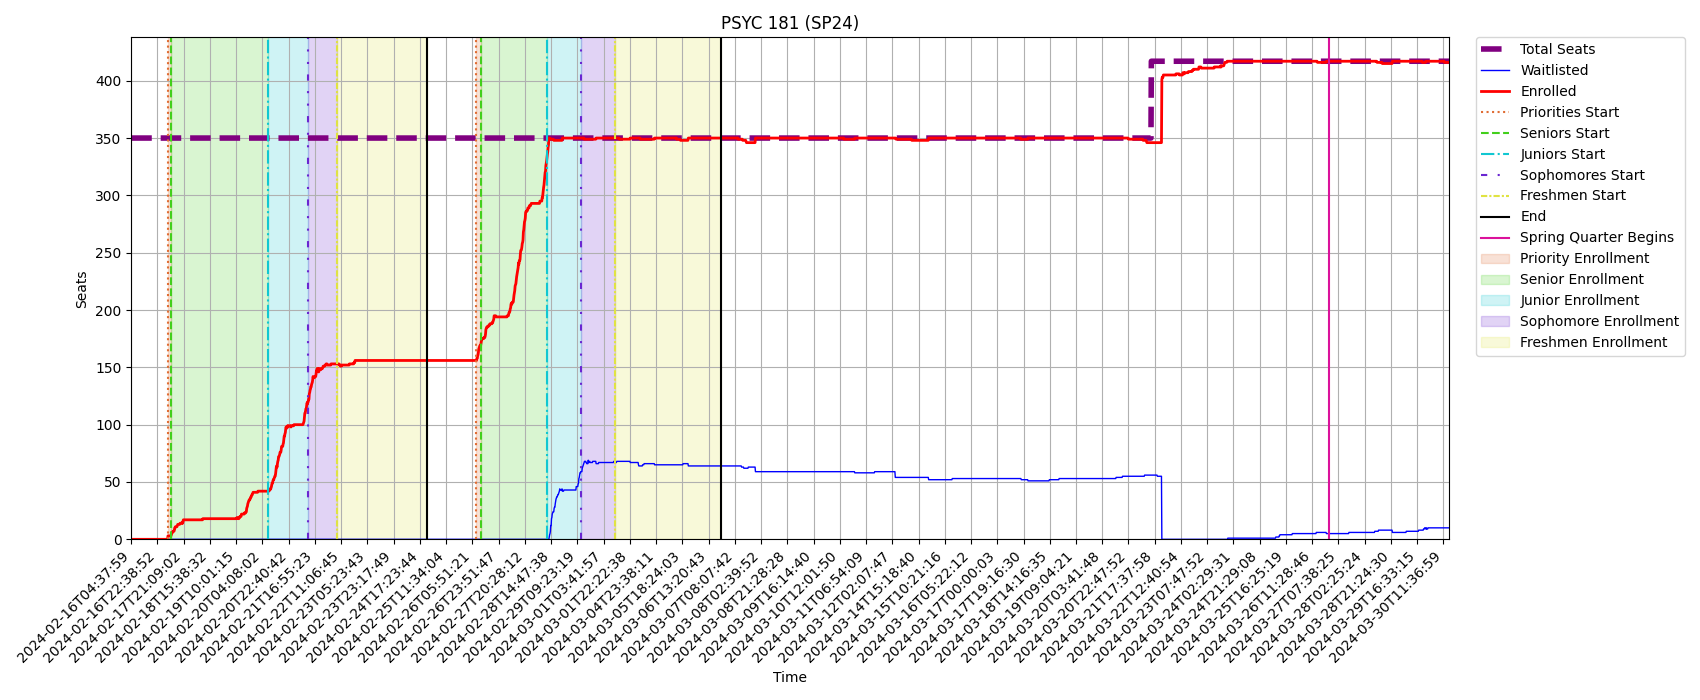 PSYC 181 (SP24)
Seats
400
350
300
250
200
150
100
50
0
2024-02-16T04:37:59
2024-02-16T22:38:52
2024-02-17T21:09:02
2024-02-18T15:38:32
2024-02-19T10:01:15
2024-02-20T04:08:02
2024-02-20T22:40:42
2024-02-21T16:55:23
2024-02-22T11:06:45
2024-02-23T05:23:43
2024-02-23T23:17:49
2024-02-24T17:23:44
2024-02-25T11:34:04
2024-02-26T05:51:21
2024-02-26T23:51:47
2024-02-27T20:28:12
2024-02-28T14:47:38
2024-02-29T09:23:19
2024-03-01T03:41:57
2024-03-01T22:22:38
2024-03-04T23:38:11
2024-03-05T18:24:03
2024-03-06T13:20:43
2024-03-07T08:07:42
2024-03-08T02:39:52
2024-03-08T21:28:28
2024-03-09T16:14:40
2024-03-10T12:01:50
2024-03-11T06:54:09
2024-03-12T02:07:47
2024-03-14T15:18:40
2024-03-15T10:21:16
2024-03-16T05:22:12
2024-03-17T00:00:03
2024-03-17T19:16:30
2024-03-18T14:16:35
2024-03-19T09:04:21
2024-03-20T03:41:48
2024-03-20T22:47:52
2024-03-21T17:37:58
2024-03-22T12:40:54
2024-03-23T07:47:52
2024-03-24T02:29:31
2024-03-24T21:29:08
2024-03-25T16:25:19
2024-03-26T11:28:46
2024-03-27T07:38:25
2024-03-28T02:25:24
2024-03-28T21:24:30
2024-03-29T16:33:15
2024-03-30T11:36:59
Time
Total Seats
Waitlisted
Enrolled
Priorities Start
Seniors Start
Juniors Start
Sophomores Start
Freshmen Start
End
Spring Quarter Begins
Priority Enrollment
Senior Enrollment
Junior Enrollment
Sophomore Enrollment
Freshmen Enrollment